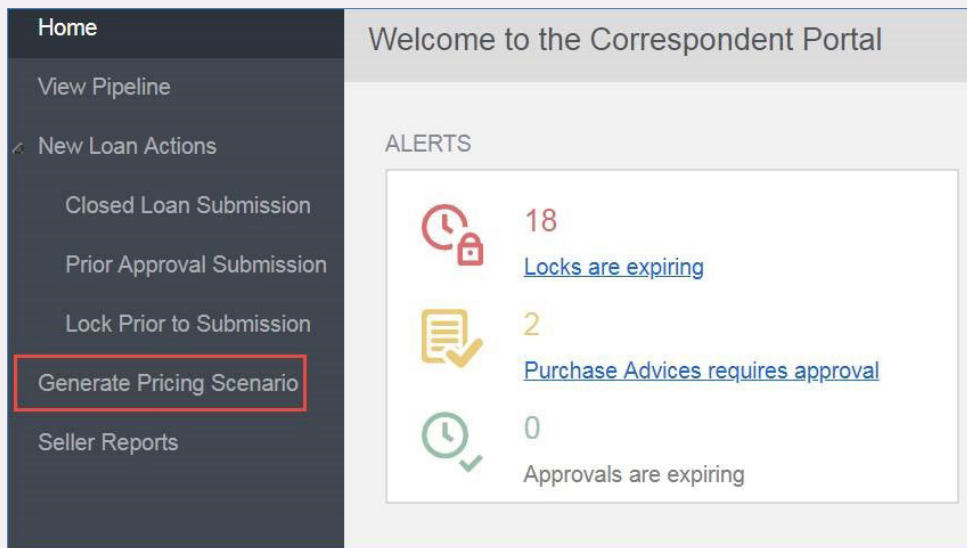 Home
View Pipeline
New Loan Actions
Closed Loan Submission
Prior Approval Submission
Lock Prior to Submission
Generate Pricing Scenario
Seller Reports
Welcome to the Correspondent Portal
ALERTS
18
Locks are expiring
2
Purchase Advices requires approval
0
Approvals are expiring